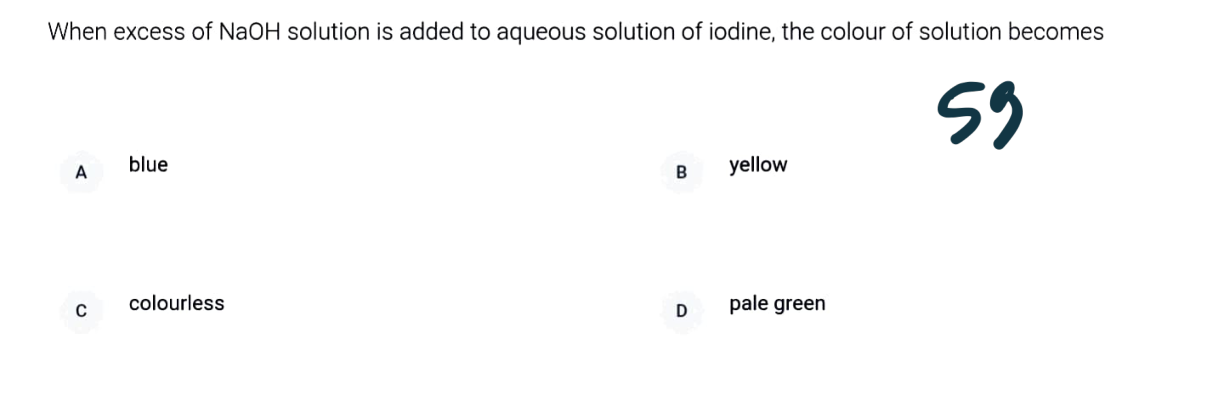 When excess of NaOH solution is added to aqueous solution of iodine, the colour of solution becomes
59
A blue
B yellow
C colourless
D pale green